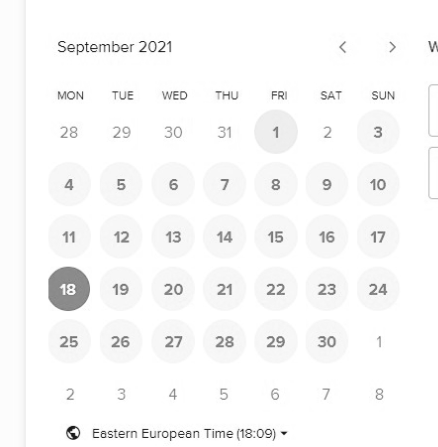 September 2021
W
MON TUE WED THU FRI SAT SUN
28 29 30 31 1 2 3
4 5 6 7 8 9 10
11 12 13 14 15 16 17
18 19 20 21 22 23 24
25 26 27 28 29 30 1
2 3 4 5 6 7 8
Eastern European Time (18:09)